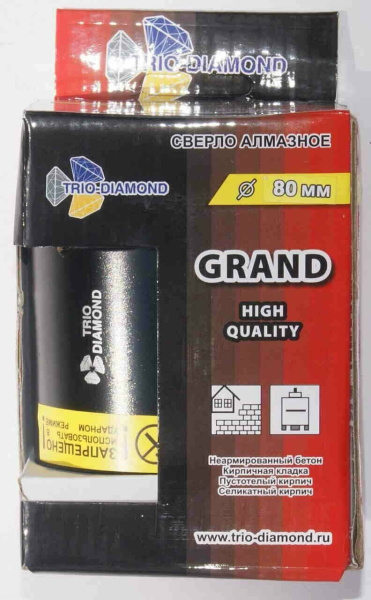 TRIO-DIAMOND
СВЕРЛО АЛМАЗНОЕ
TRIO-DIAMOND
80 мм
GRAND
HIGH
QUALITY
TRIO
DIAMOND
ЗАПРЕЩЕНО
ИСПОЛЬЗОВАТЬ
В УДАРНОМ
РЕЖИМЕ
Неармированный бетон
Кирпичная кладка
Пустотелый кирпич
Селикатный кирпич
www.trio-diamond.ru